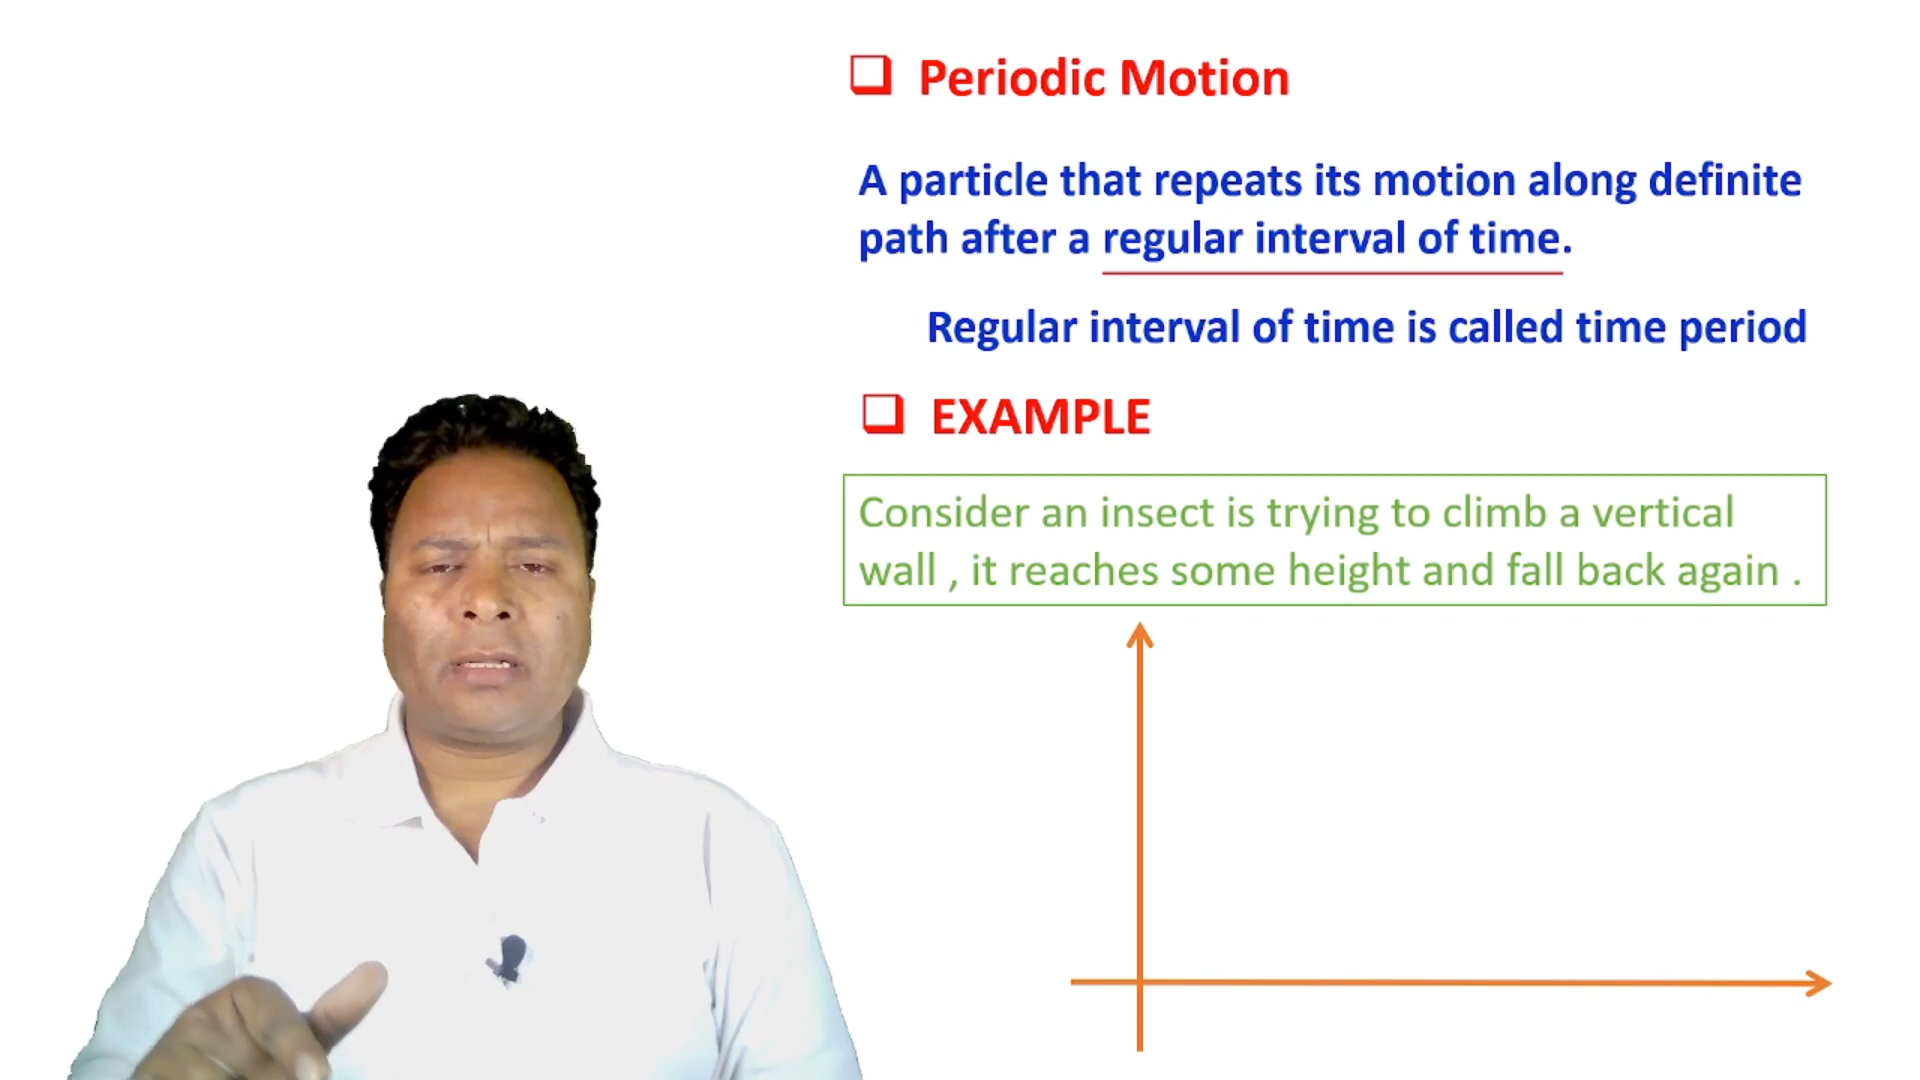 Periodic Motion
A particle that repeats its motion along definite
path after a regular interval of time.
Regular interval of time is called time period
EXAMPLE
Consider an insect is trying to climb a vertical
wall , it reaches some height and fall back again .